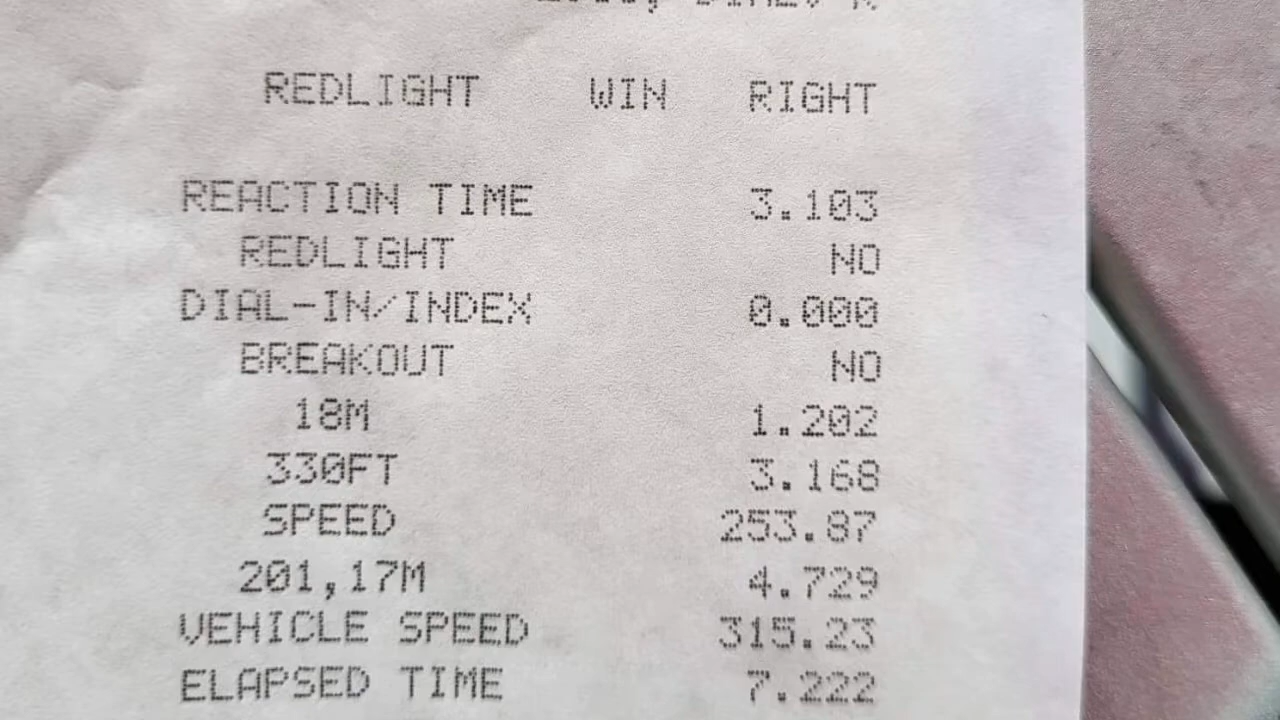 REDLIGHT WIN RIGHT
REACTION TIME 3.103
REDLIGHT NO
DIAL-IN/INDEX 0.000
BREAKOUT NO
18M 1.202
330FT 3.168
SPEED 253.87
201,17M 4.729
VEHICLE SPEED 315.23
ELAPSED TIME 7.222